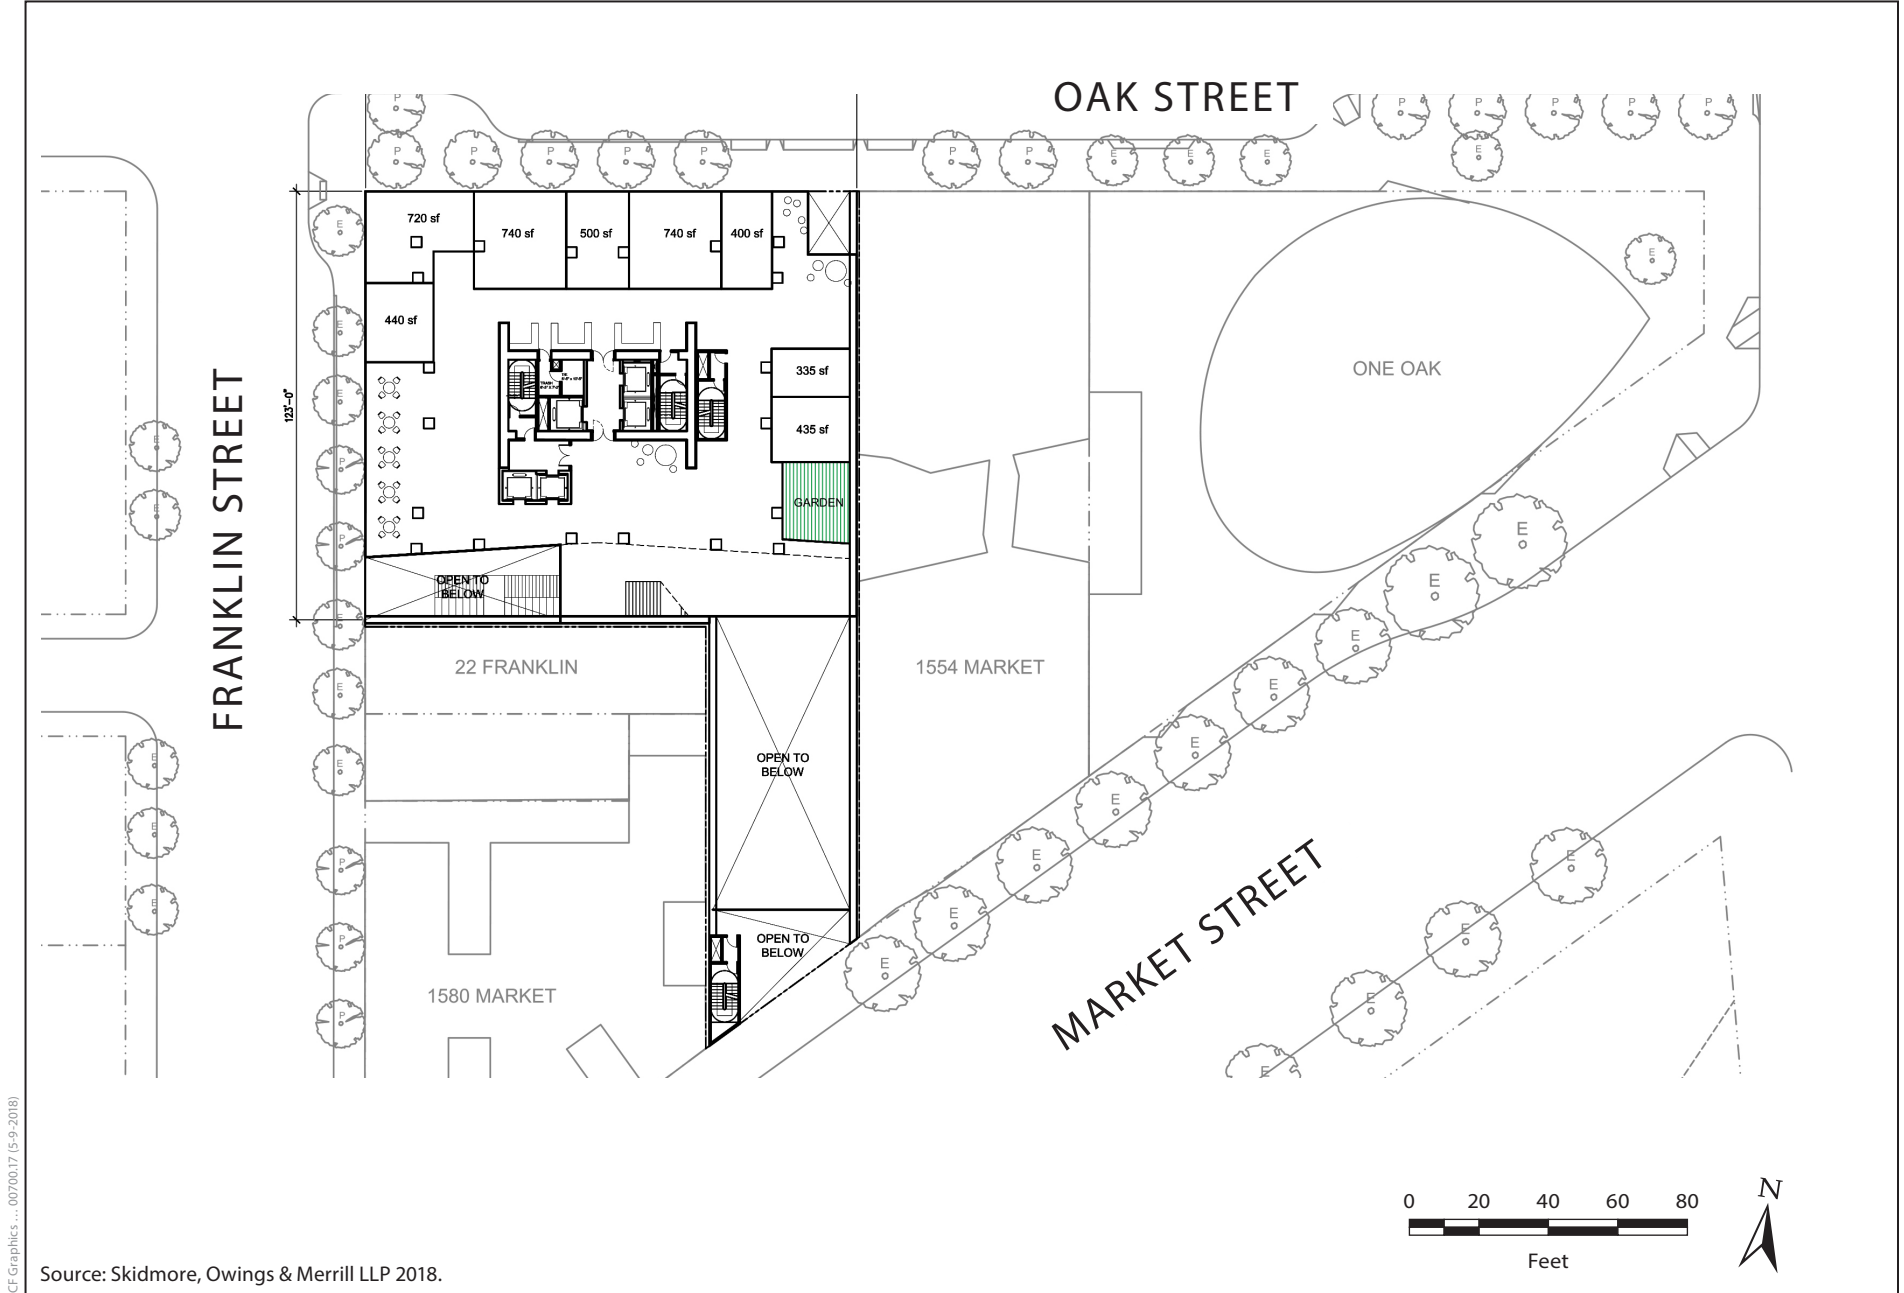 OAK STREET
P
P P P P P
P P P P P P
P E E E E
E
720 sf
740 sf
500 sf
740 sf
400 sf
E
440 sf
E
ONE OAK
335 sf
123'-0"
E
435 sf
FRANKLIN STREET
E
P
GARDEN
E
E
P
OPEN TO
BELOW
E
E
E
22 FRANKLIN
1554 MARKET
E
E
E
E
OPEN TO
BELOW
E
E
E
E
E
P
MARKET STREET
E
E
OPEN TO
BELOW
P
E
E
1580 MARKET
E
P
E
CF Graphics … 00700.17 (5-9-2018)
N
0 20 40 60 80
Feet
Source: Skidmore, Owings & Merrill LLP 2018.